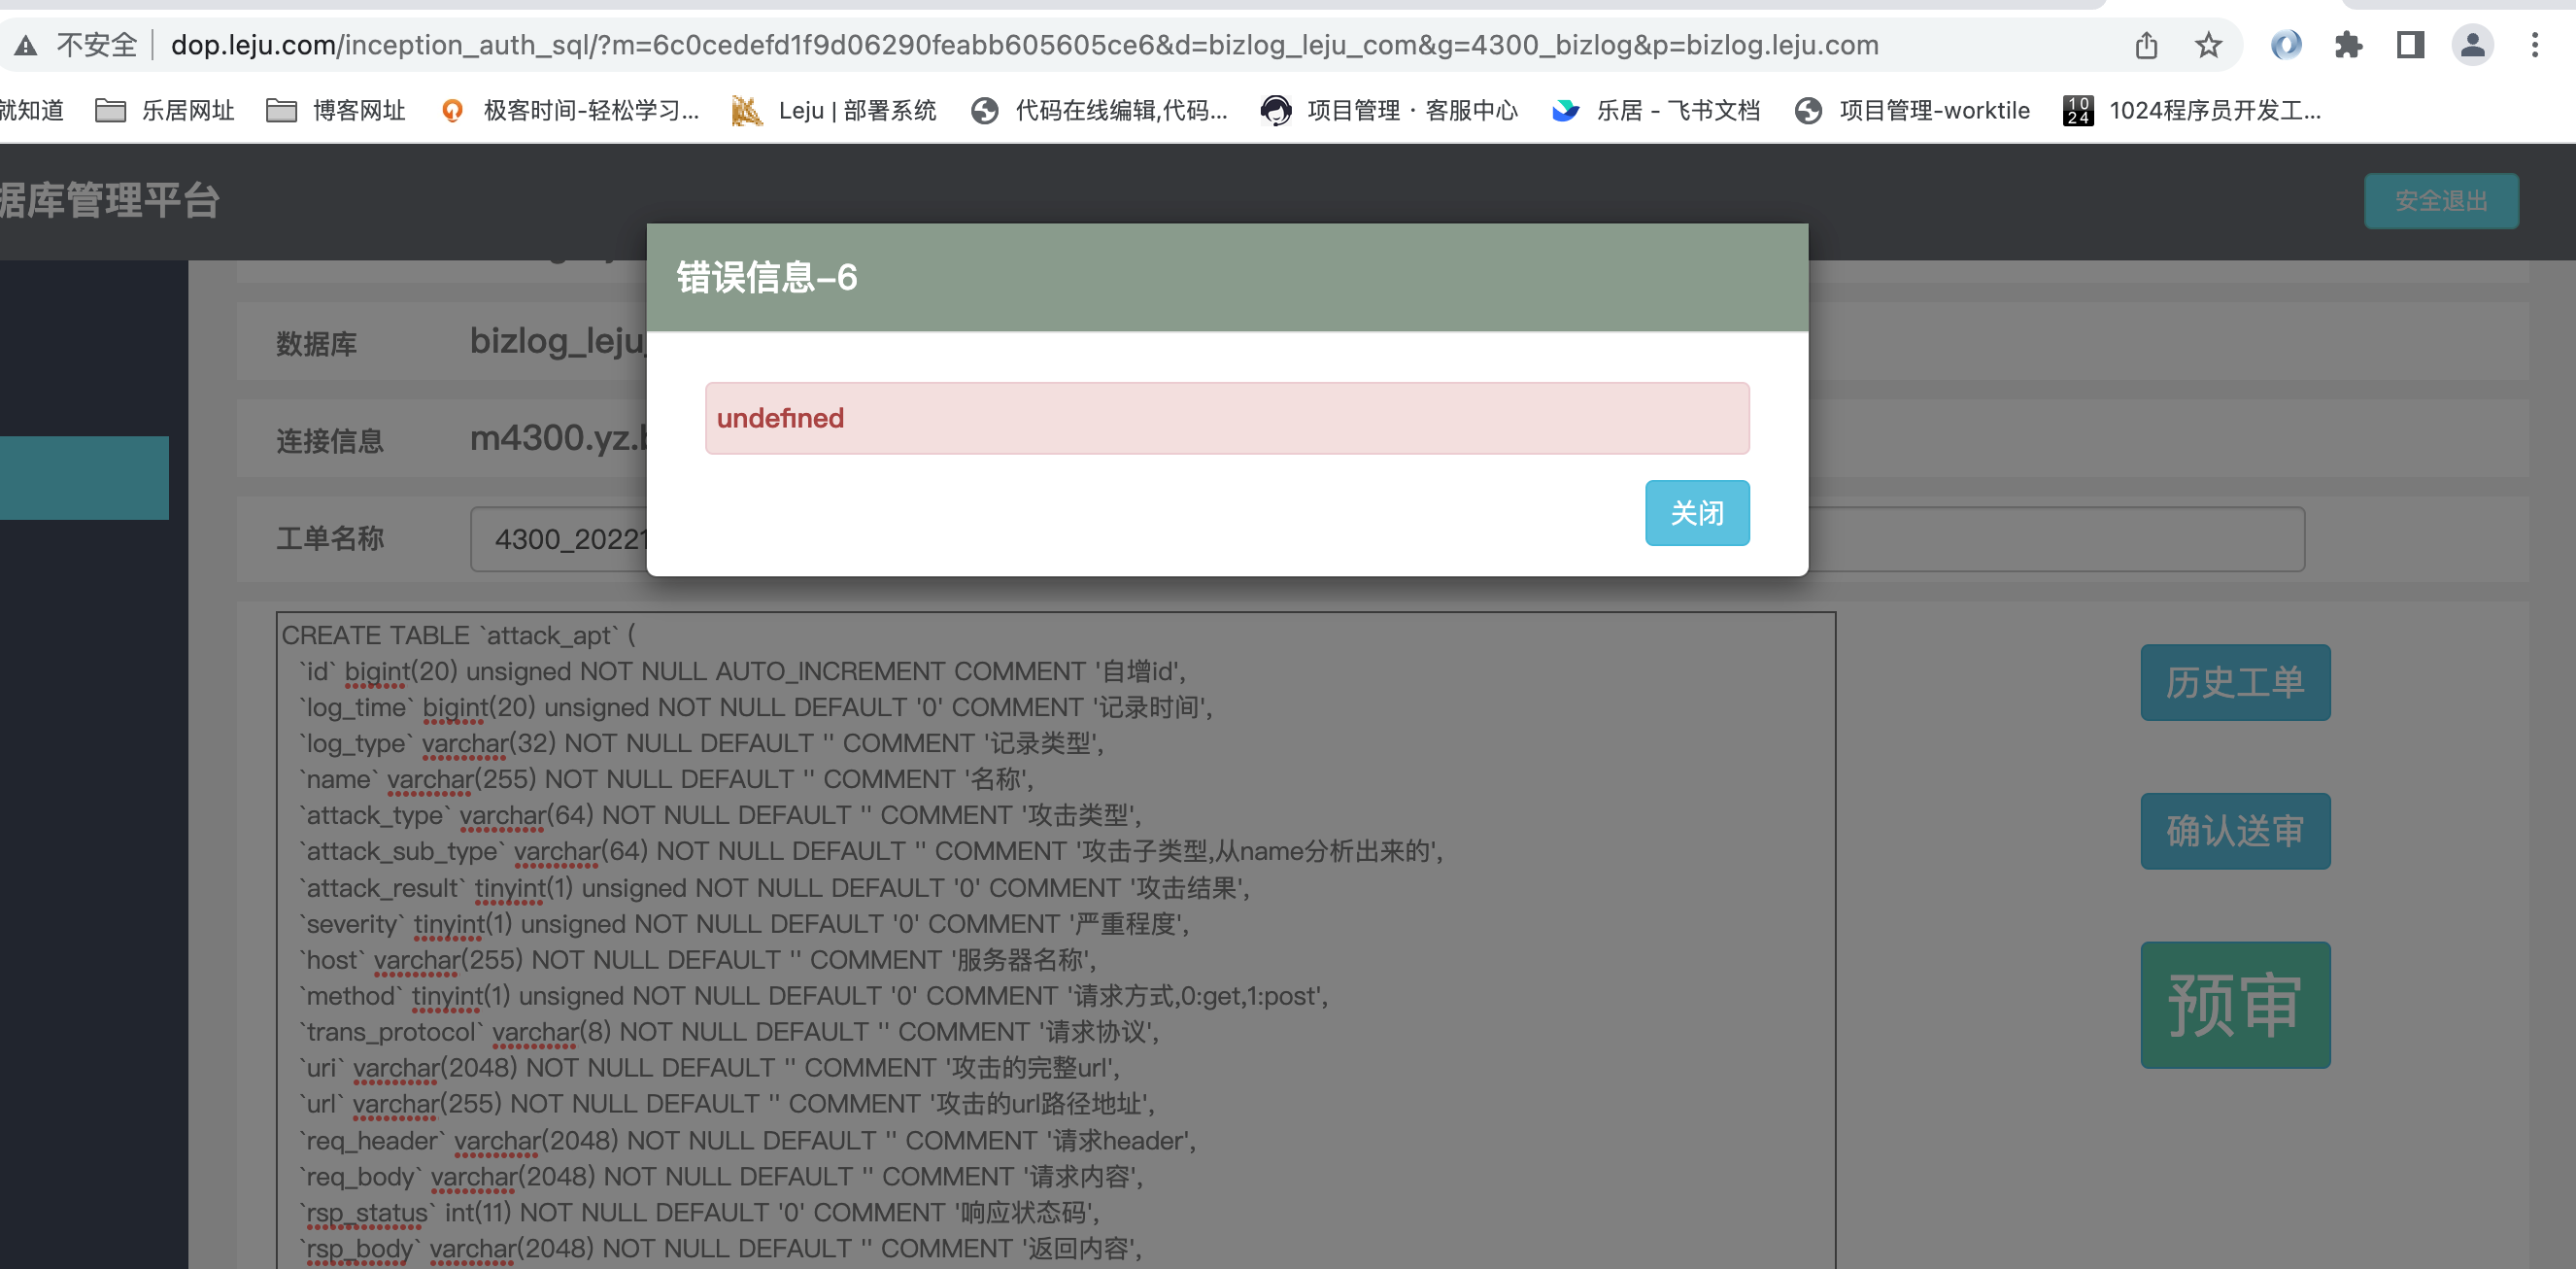 不安全 dop.leju.com/inception_auth_sql/?m=6c0cedefd1f9d06290feabb605605ce6&d=bizlog_leju_com&g=4300_bizlog&p=bizlog.leju.com
就知道 乐居网址 博客网址 极客时间-轻松学习... Leju | 部署系统 代码在线编辑,代码... 项目管理 · 客服中心 乐居 - 飞书文档 项目管理-worktile 1024 1024程序员开发工...
据库管理平台 安全退出
错误信息-6
数据库 bizlog_leju_
undefined
连接信息 m4300.yz.b
关闭
工单名称 4300_20221
CREATE TABLE `attack_apt` (
`id` bigint(20) unsigned NOT NULL AUTO_INCREMENT COMMENT '自增id',
`log_time` bigint(20) unsigned NOT NULL DEFAULT '0' COMMENT '记录时间',
`log_type` varchar(32) NOT NULL DEFAULT '' COMMENT '记录类型',
`name` varchar(255) NOT NULL DEFAULT '' COMMENT '名称',
`attack_type` varchar(64) NOT NULL DEFAULT '' COMMENT '攻击类型',
`attack_sub_type` varchar(64) NOT NULL DEFAULT '' COMMENT '攻击子类型,从name分析出来的',
`attack_result` tinyint(1) unsigned NOT NULL DEFAULT '0' COMMENT '攻击结果',
`severity` tinyint(1) unsigned NOT NULL DEFAULT '0' COMMENT '严重程度',
`host` varchar(255) NOT NULL DEFAULT '' COMMENT '服务器名称',
`method` tinyint(1) unsigned NOT NULL DEFAULT '0' COMMENT '请求方式,0:get,1:post',
`trans_protocol` varchar(8) NOT NULL DEFAULT '' COMMENT '请求协议',
`uri` varchar(2048) NOT NULL DEFAULT '' COMMENT '攻击的完整url',
`url` varchar(255) NOT NULL DEFAULT '' COMMENT '攻击的url路径地址',
`req_header` varchar(2048) NOT NULL DEFAULT '' COMMENT '请求header',
`req_body` varchar(2048) NOT NULL DEFAULT '' COMMENT '请求内容',
`rsp_status` int(11) NOT NULL DEFAULT '0' COMMENT '响应状态码',
`rsp_body` varchar(2048) NOT NULL DEFAULT '' COMMENT '返回内容',
历史工单
确认送审
预审